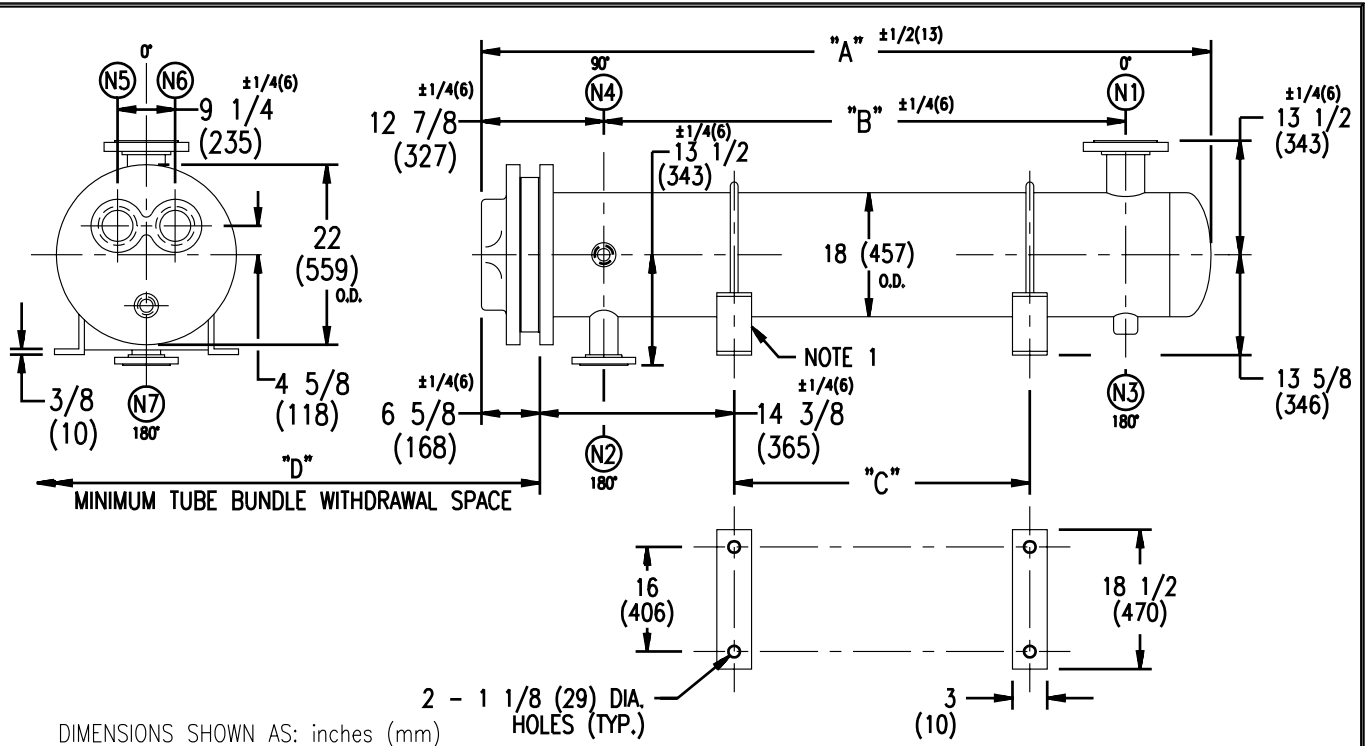 0°
N5 N6
±1/4(6)
9 1/4
(235)
22
(559)
O.D.
3/8
(10)
N7
180°
4 5/8
(118)
"D"
MINIMUM TUBE BUNDLE WITHDRAWAL SPACE
"A" ±1/2(13)
±1/4(6)
12 7/8
(327)
90°
N4
"B" ±1/4(6)
0°
N1
±1/4(6)
13 1/2
(343)
±1/4(6)
13 1/2
(343)
18 (457)
O.D.
NOTE 1
±1/4(6)
6 5/8
(168)
N2
180°
±1/4(6)
14 3/8
(365)
N3
180°
13 5/8
(346)
"C"
16
(406)
18 1/2
(470)
2 - 1 1/8 (29) DIA.
HOLES (TYP.)
3
(10)
DIMENSIONS SHOWN AS: inches (mm)